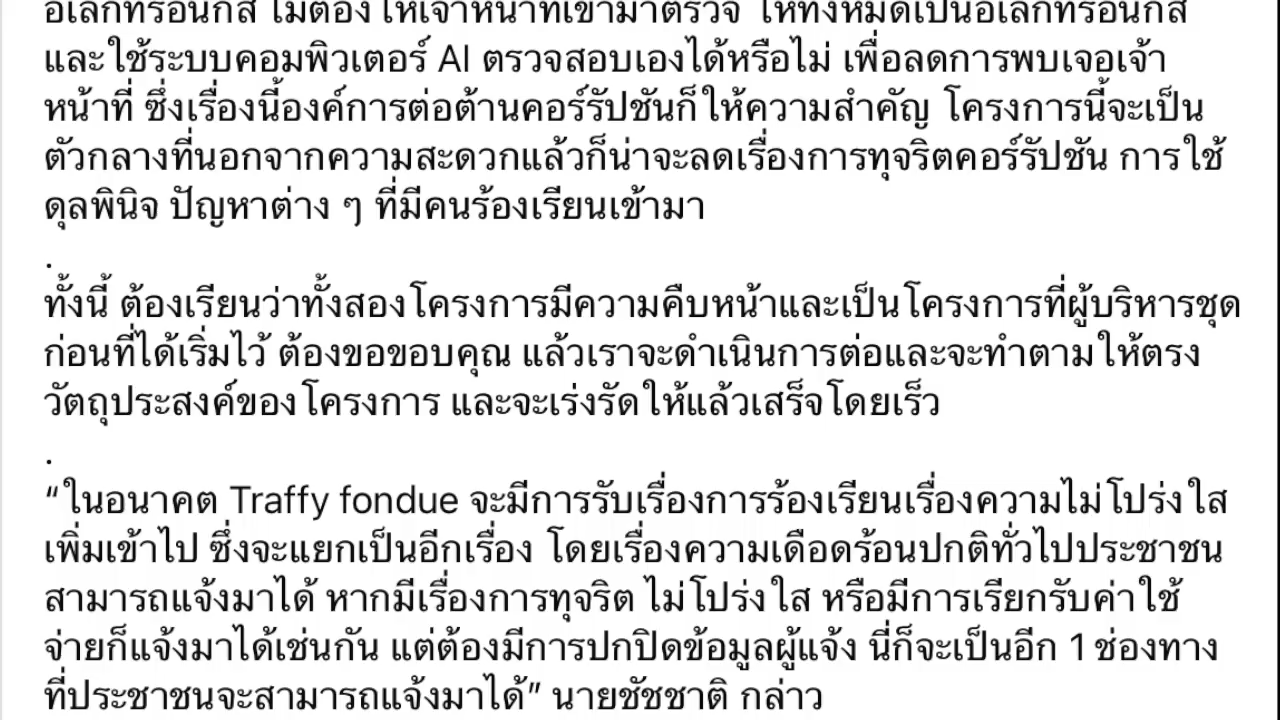 อิเล็กทรอนิกส์ ไม่ต้องให้เจ้าหน้าที่เข้ามาตรวจ ให้ทั้งหมดเป็นอิเล็กทรอนิกส์
และใช้ระบบคอมพิวเตอร์ AI ตรวจสอบเองได้หรือไม่ เพื่อลดการพบเจอเจ้า
หน้าที่ ซึ่งเรื่องนี้องค์การต่อต้านคอร์รัปชันก็ให้ความสำคัญ โครงการนี้จะเป็น
ตัวกลางที่นอกจากความสะดวกแล้วก็น่าจะลดเรื่องการทุจริตคอร์รัปชัน การใช้
ดุลพินิจ ปัญหาต่าง ๆ ที่มีคนร้องเรียนเข้ามา
.
ทั้งนี้ ต้องเรียนว่าทั้งสองโครงการมีความคืบหน้าและเป็นโครงการที่ผู้บริหารชุด
ก่อนที่ได้เริ่มไว้ ต้องขอขอบคุณ แล้วเราจะดำเนินการต่อและจะทำตามให้ตรง
วัตถุประสงค์ของโครงการ และจะเร่งรัดให้แล้วเสร็จโดยเร็ว
.
“ในอนาคต Traffy fondue จะมีการรับเรื่องการร้องเรียนเรื่องความไม่โปร่งใส
เพิ่มเข้าไป ซึ่งจะแยกเป็นอีกเรื่อง โดยเรื่องความเดือดร้อนปกติทั่วไปประชาชน
สามารถแจ้งมาได้ หากมีเรื่องการทุจริต ไม่โปร่งใส หรือมีการเรียกรับค่าใช้
จ่ายก็แจ้งมาได้เช่นกัน แต่ต้องมีการปกปิดข้อมูลผู้แจ้ง นี่ก็จะเป็นอีก 1 ช่องทาง
ที่ประชาชนจะสามารถแจ้งมาได้” นายชัชชาติ กล่าว